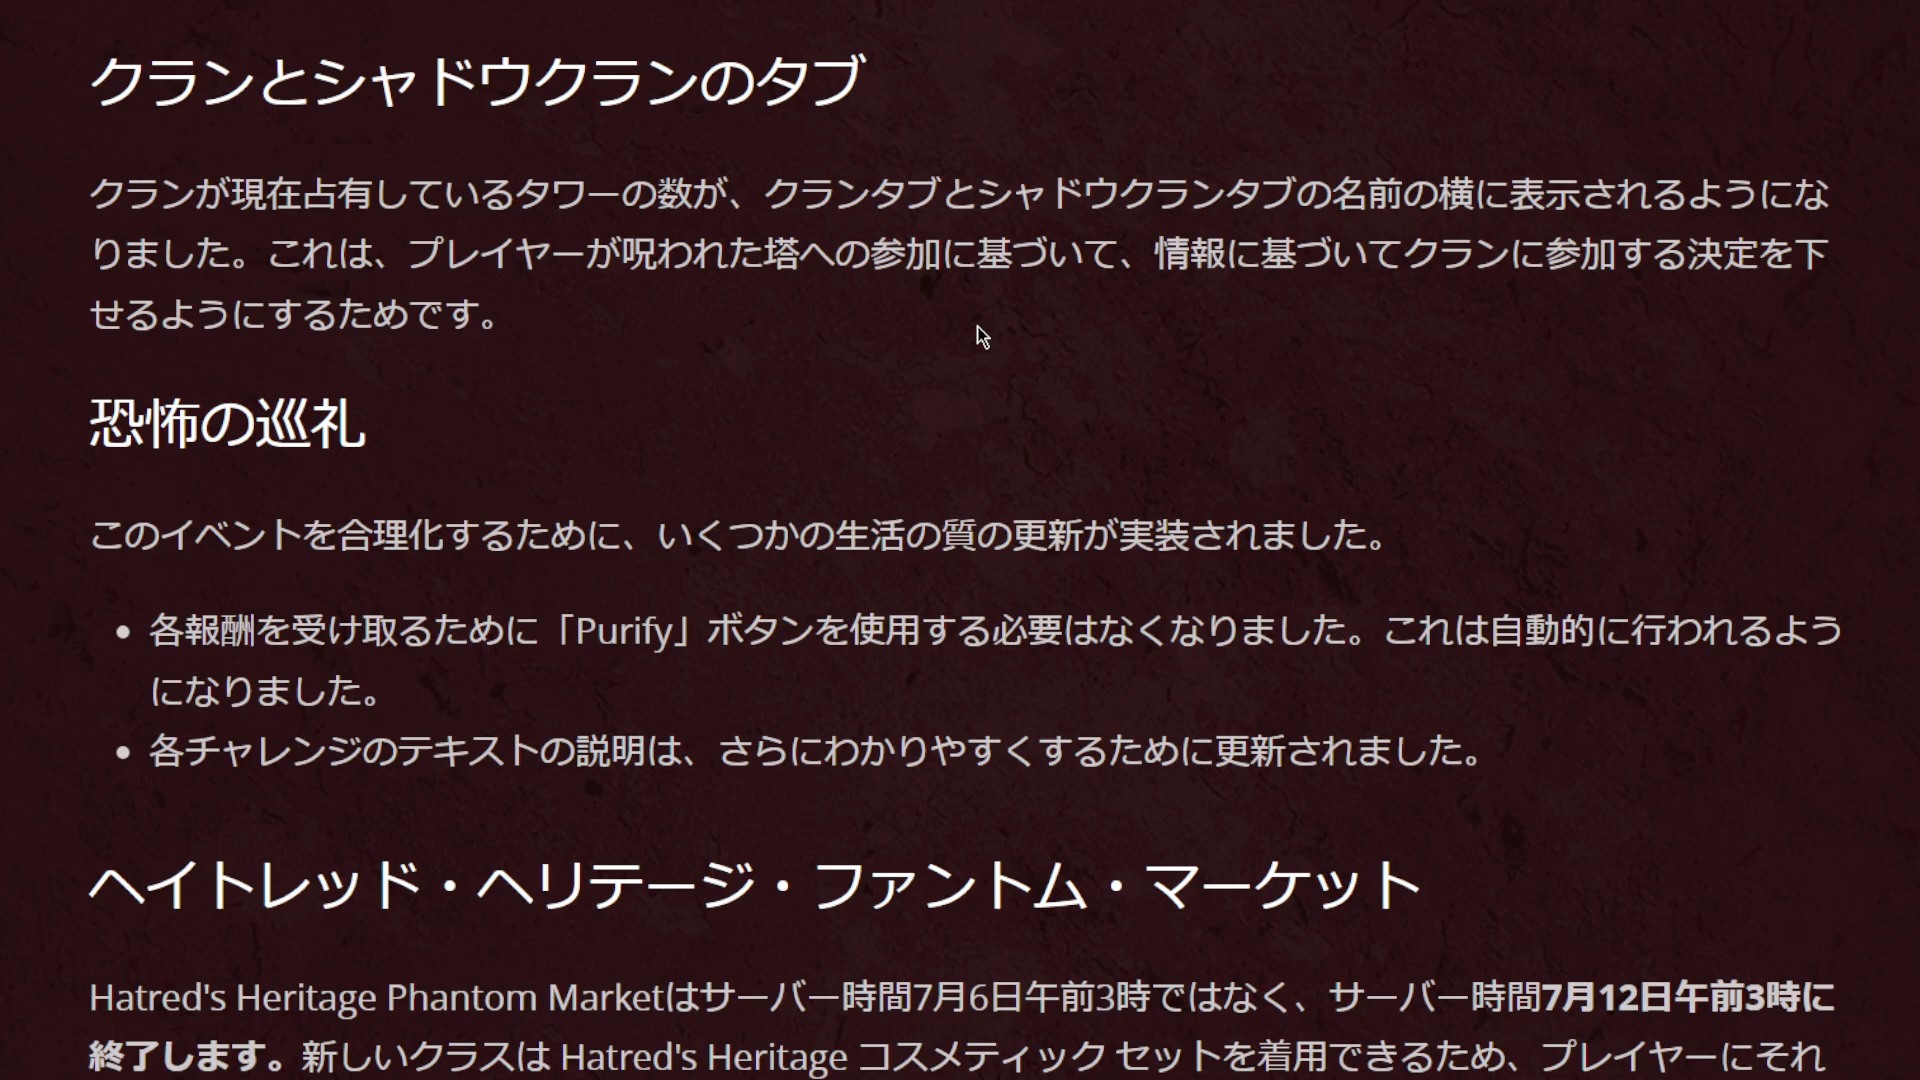 クランとシャドウクランのタブ
クランが現在占有しているタワーの数が、クランタブとシャドウクランタブの名前の横に表示されるようにな
りました。これは、プレイヤーが呪われた塔への参加に基づいて、情報に基づいてクランに参加する決定を下
せるようにするためです。
恐怖の巡礼
このイベントを合理化するために、いくつかの生活の質の更新が実装されました。
• 各報酬を受け取るために「Purify」ボタンを使用する必要はなくなりました。これは自動的に行われるよう
になりました。
• 各チャレンジのテキストの説明は、さらにわかりやすくするために更新されました。
ヘイトレッド・ヘリテージ・ファントム・マーケット
Hatred's Heritage Phantom Marketはサーバー時間7月6日午前3時ではなく、サーバー時間7月12日午前3時に
終了します。新しいクラスは Hatred's Heritage コスメティック セットを着用できるため、プレイヤーにそれ